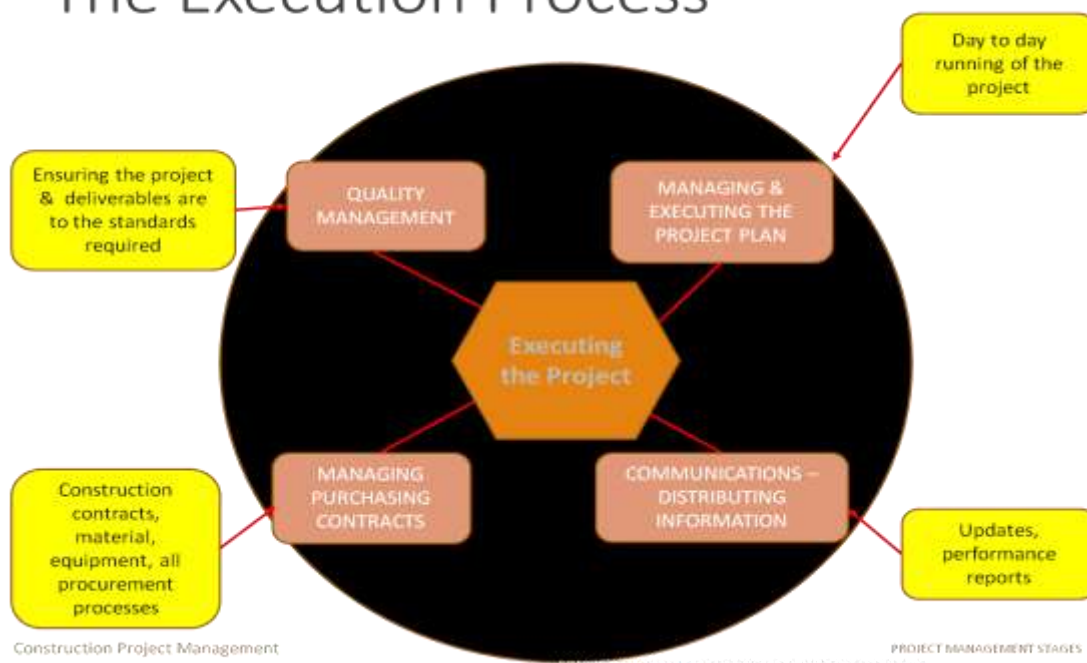 The Execution Process
Day to day
running of the
project
Ensuring the project
& deliverables are
to the standards
required
QUALITY
MANAGEMENT
MANAGING &
EXECUTING THE
PROJECT PLAN
Executing
the Project
MANAGING
PURCHASING
CONTRACTS
COMMUNICATIONS –
DISTRIBUTING
INFORMATION
Construction
contracts,
material,
equipment, all
procurement
processes
Updates,
performance
reports
Construction Project Management
PROJECT MANAGEMENT STAGES